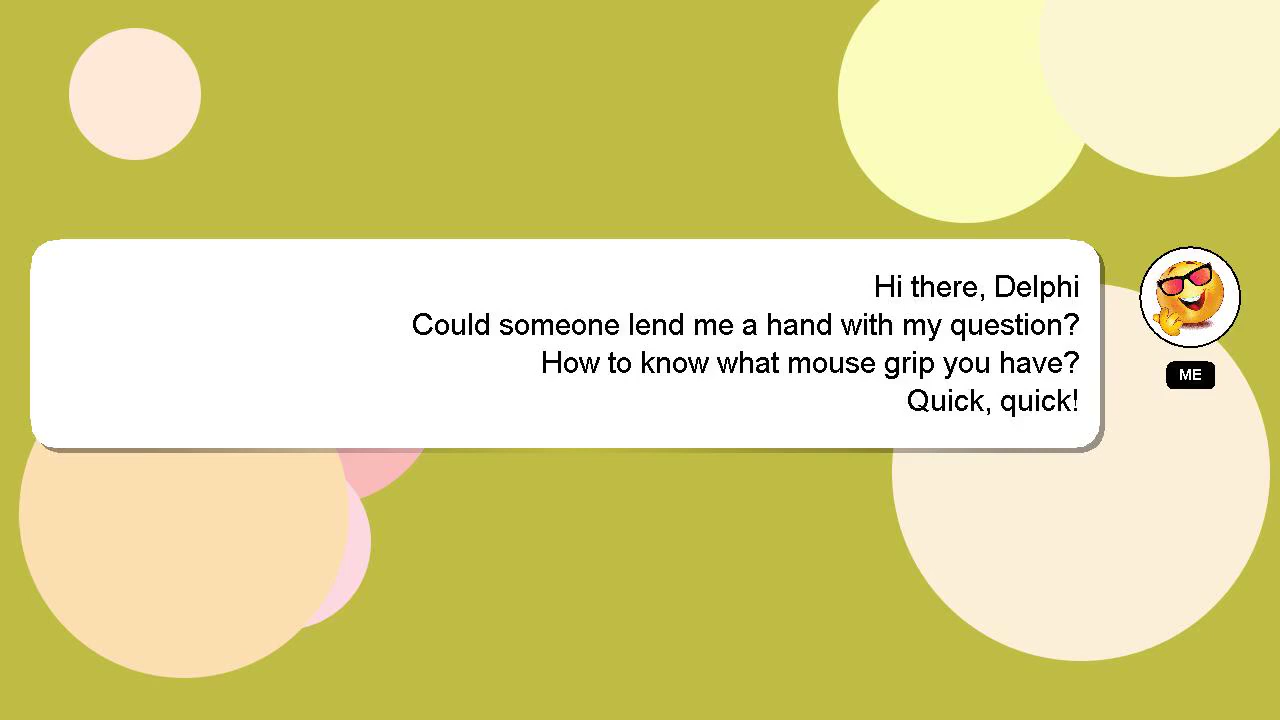 Hi there, Delphi
Could someone lend me a hand with my question?
How to know what mouse grip you have?
Quick, quick!
ME